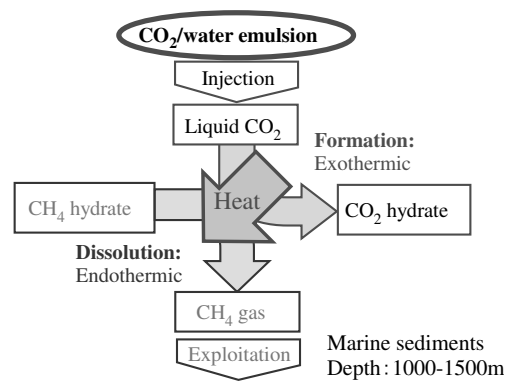 CO₂/water emulsion
Injection
Liquid CO₂
Formation:
Exothermic
CH₄ hydrate
Heat
CO₂ hydrate
Dissolution:
Endothermic
CH₄ gas
Exploitation
Marine sediments
Depth：1000-1500m